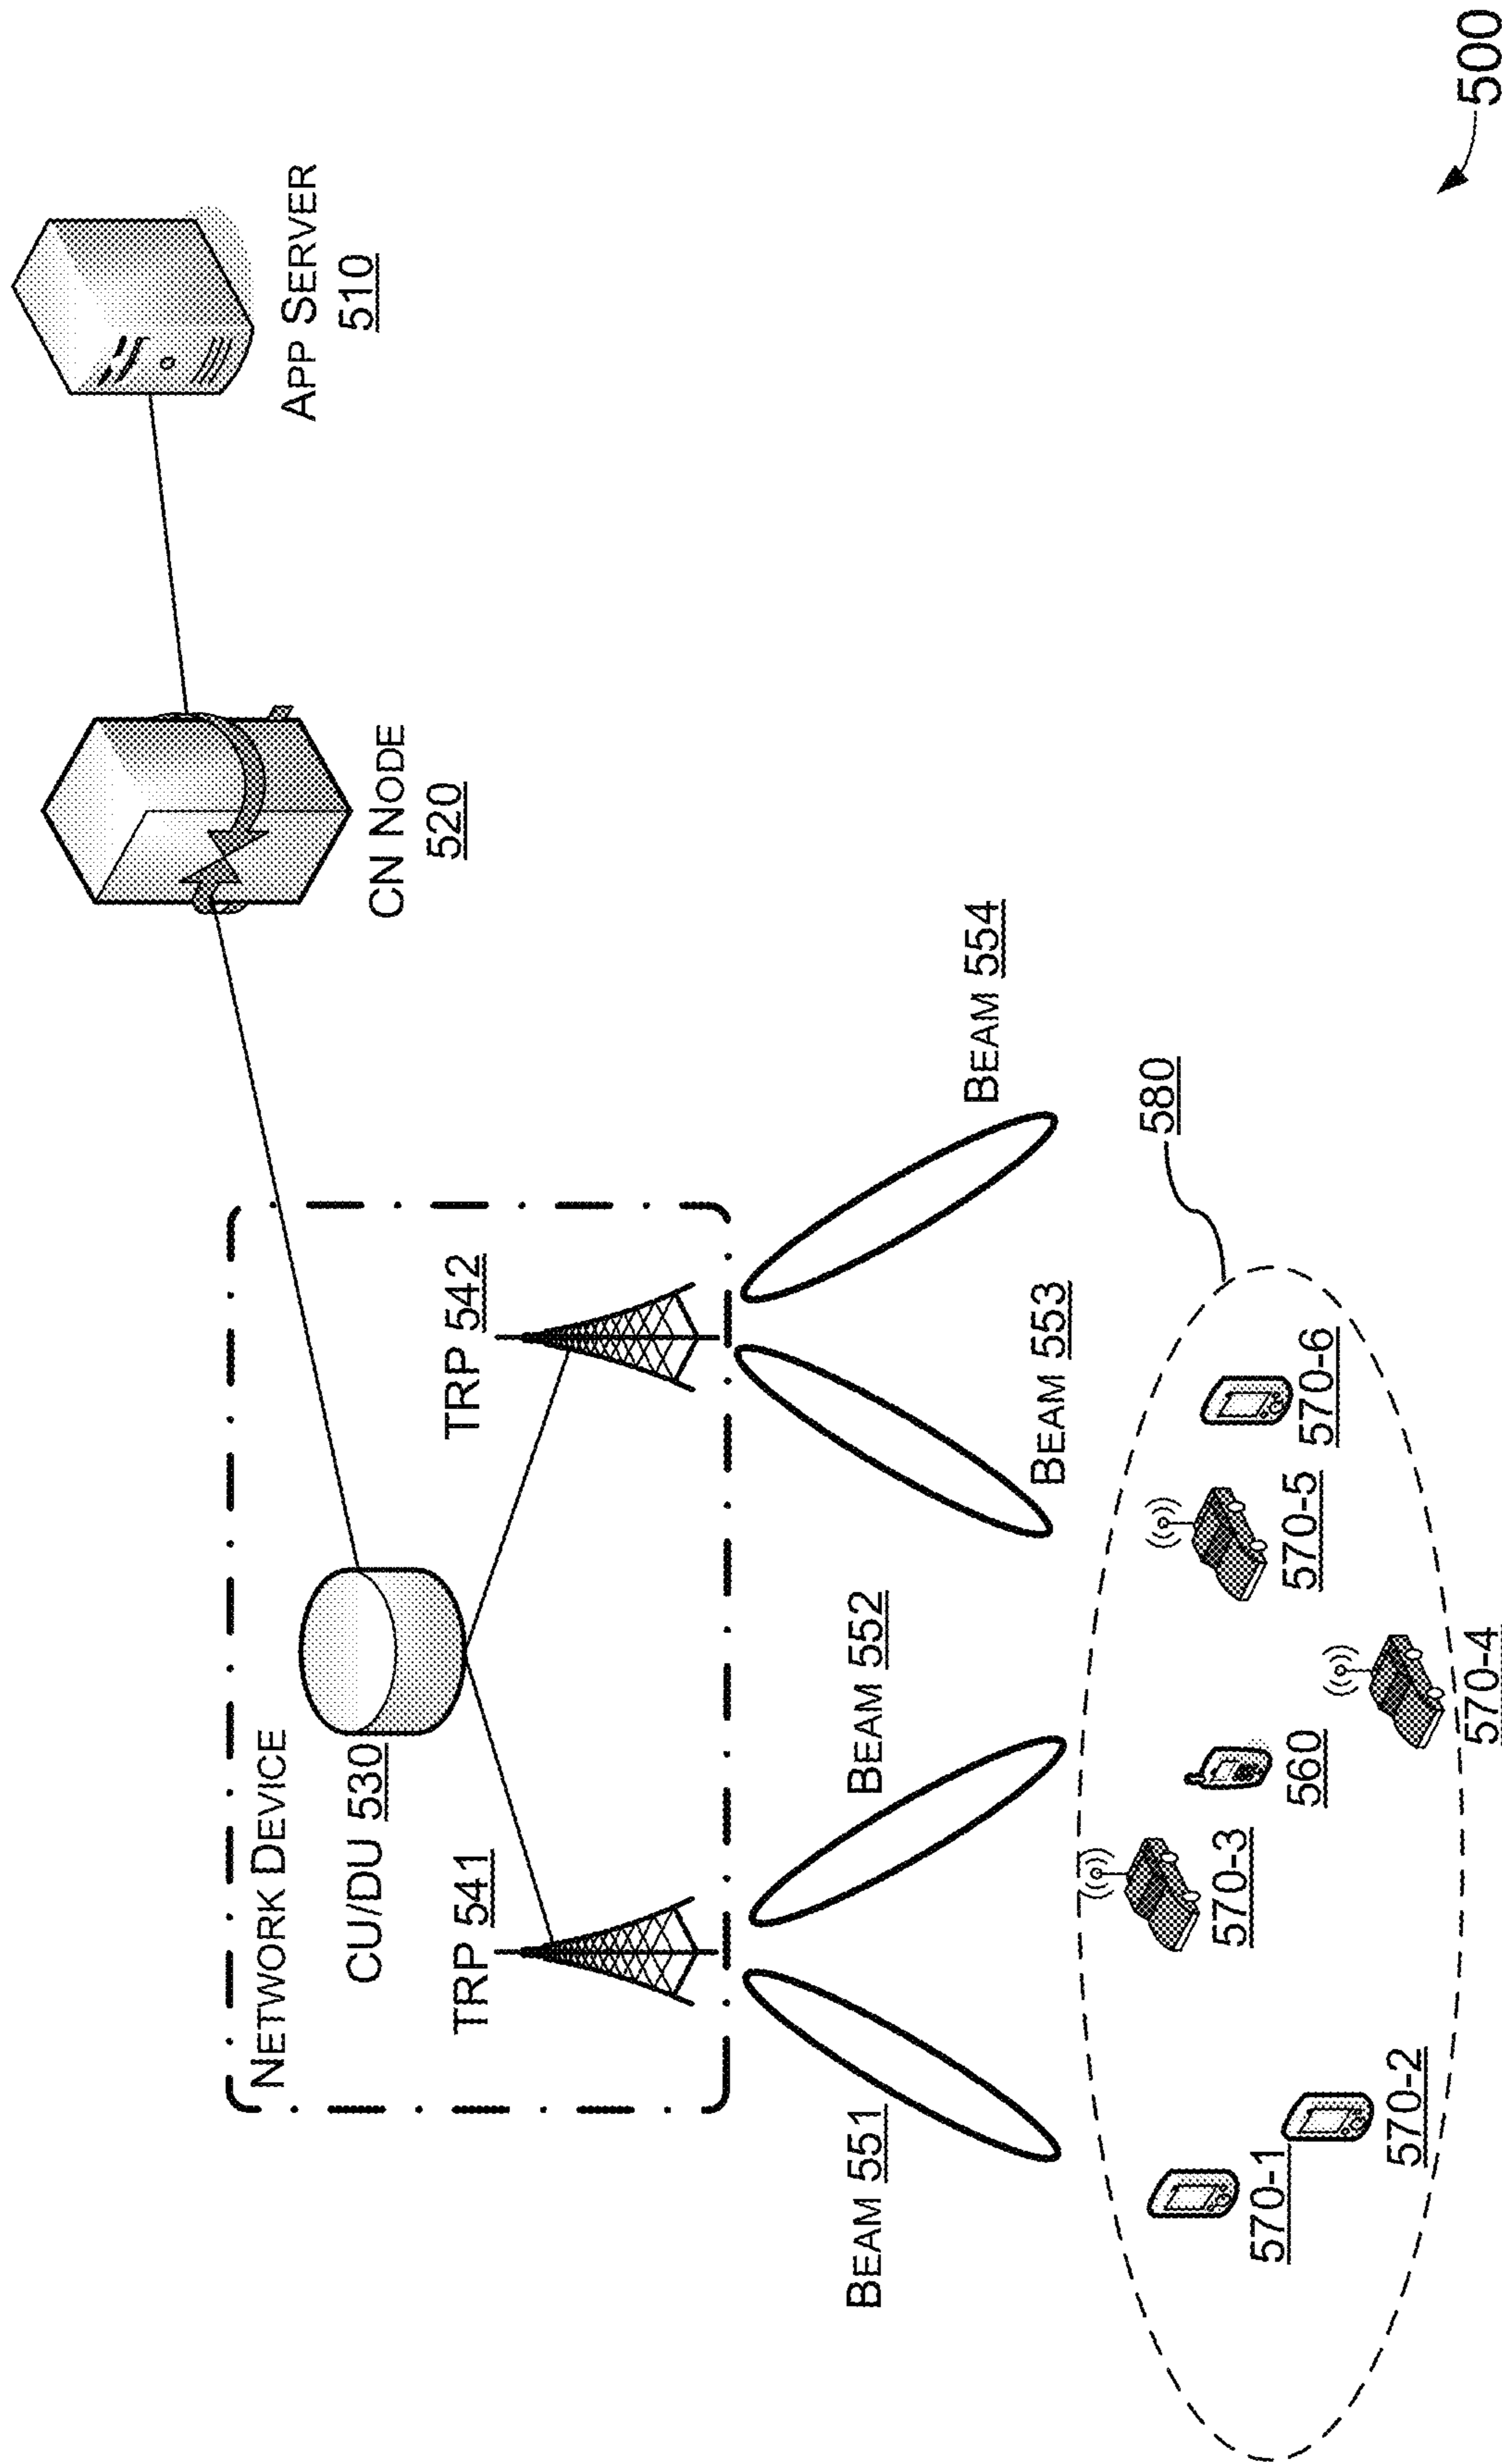 APP SERVER
510
CN NODE
520
NETWORK DEVICE
CU/DU 530
TRP 541
TRP 542
BEAM 551
BEAM 552
BEAM 553
BEAM 554
580
570-1
570-2
570-3
560
570-4
570-5
570-6
500